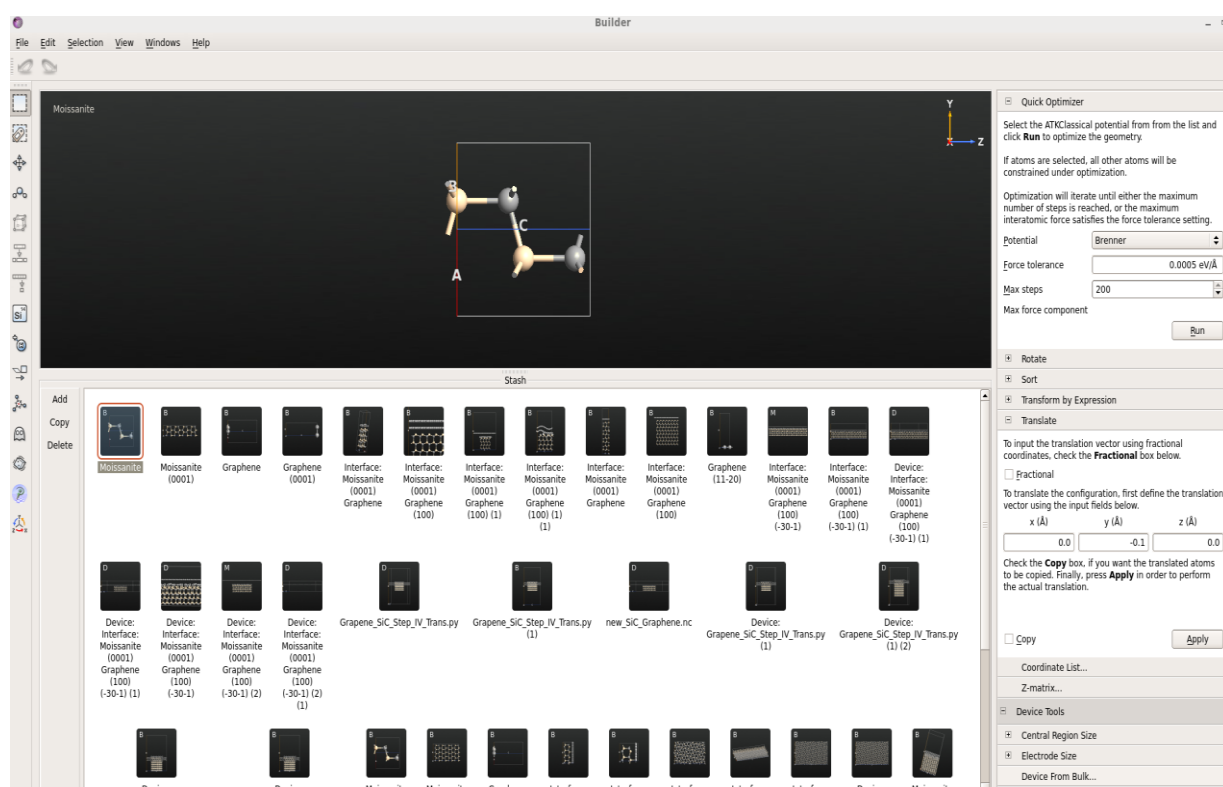 Builder
File Edit Selection View Windows Help
Moissanite
Y
X Z
B
C
A
Stash
Add
Copy
Delete
B B B B B B B B B B B M B D
Moissanite
Moissanite
(0001)
Graphene
Graphene
(0001)
Interface:
Moissanite
(0001)
Graphene
Interface:
Moissanite
(0001)
Graphene
(100)
Interface:
Moissanite
(0001)
Graphene
(100) (1)
Interface:
Moissanite
(0001)
Graphene
(100) (1)
(1)
Interface:
Moissanite
(0001)
Graphene
Interface:
Moissanite
(0001)
Graphene
(100)
Graphene
(11-20)
Interface:
Moissanite
(0001)
Graphene
(100)
(-30-1)
Interface:
Moissanite
(0001)
Graphene
(100)
(-30-1) (1)
Device:
Interface:
Moissanite
(0001)
Graphene
(100)
(-30-1) (1)
D D M D D B D D D
Device:
Interface:
Moissanite
(0001)
Graphene
(100)
(-30-1) (1)
Device:
Interface:
Moissanite
(0001)
Graphene
(100)
(-30-1)
Device:
Interface:
Moissanite
(0001)
Graphene
(100)
(-30-1) (2)
Device:
Interface:
Moissanite
(0001)
Graphene
(100)
(-30-1) (2)
(1)
Grapene_SiC_Step_IV_Trans.py
Grapene_SiC_Step_IV_Trans.py
(1)
new_SiC_Graphene.nc
Device:
Grapene_SiC_Step_IV_Trans.py
(1)
Device:
Grapene_SiC_Step_IV_Trans.py
(1) (2)
B B B B B B B B B B B B
Quick Optimizer
Select the ATKClassical potential from from the list and
click Run to optimize the geometry.
If atoms are selected, all other atoms will be
constrained under optimization.
Optimization will iterate until either the maximum
number of steps is reached, or the maximum
interatomic force satisfies the force tolerance setting.
Potential Brenner
Force tolerance 0.0005 eV/Å
Max steps 200
Max force component
Run
Rotate
Sort
Transform by Expression
Translate
To input the translation vector using fractional
coordinates, check the Fractional box below.
Fractional
To translate the configuration, first define the translation
vector using the input fields below.
x (Å) y (Å) z (Å)
0.0 -0.1 0.0
Check the Copy box, if you want the translated atoms
to be copied. Finally, press Apply in order to perform
the actual translation.
Copy Apply
Coordinate List...
Z-matrix...
Device Tools
Central Region Size
Electrode Size
Device From Bulk...